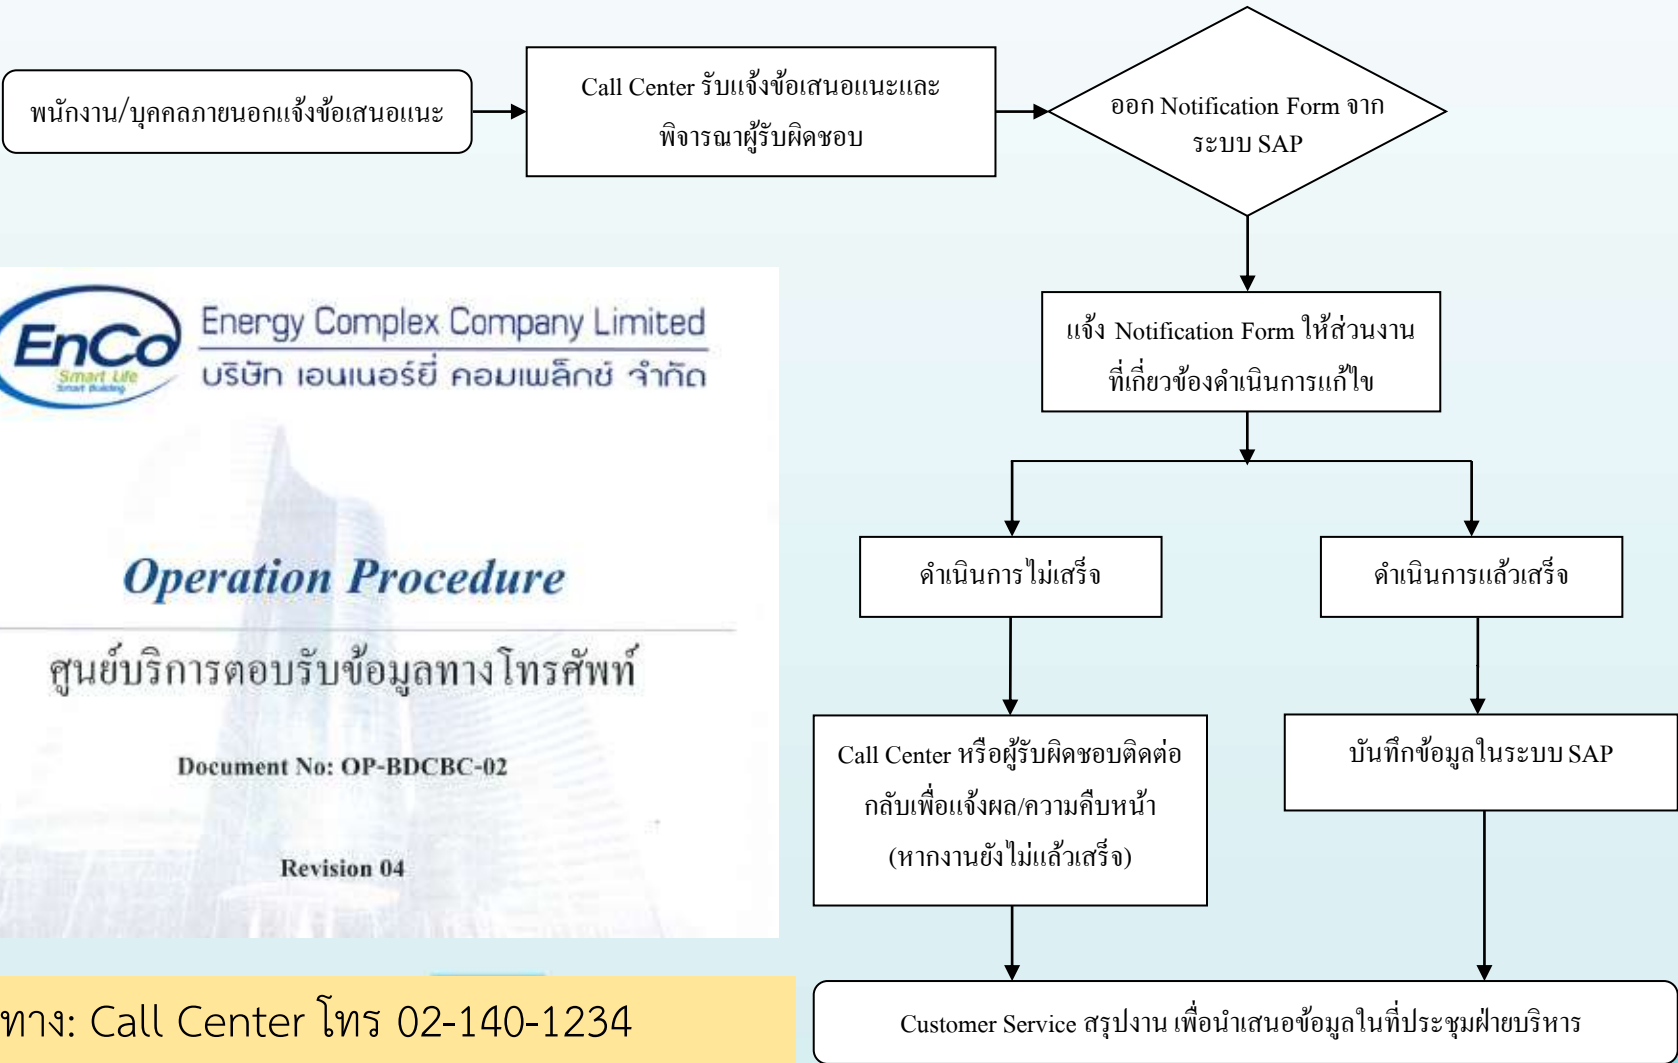 พนักงาน/บุคคลภายนอกแจ้งข้อเสนอแนะ
Call Center รับแจ้งข้อเสนอแนะและ
พิจารณาผู้รับผิดชอบ
ออก Notification Form จาก
ระบบ SAP
แจ้ง Notification Form ให้ส่วนงาน
ที่เกี่ยวข้องดำเนินการแก้ไข
ดำเนินการไม่เสร็จ
ดำเนินการแล้วเสร็จ
Call Center หรือผู้รับผิดชอบติดต่อ
กลับเพื่อแจ้งผล/ความคืบหน้า
(หากงานยังไม่แล้วเสร็จ)
บันทึกข้อมูลในระบบ SAP
Customer Service สรุปงาน เพื่อนำเสนอข้อมูลในที่ประชุมฝ่ายบริหาร
EnCo
Smart Life
Smart Building
Energy Complex Company Limited
บริษัท เอนเนอร์ยี่ คอมเพล็กซ์ จำกัด
Operation Procedure
ศูนย์บริการตอบรับข้อมูลทางโทรศัพท์
Document No: OP-BDCBC-02
Revision 04
ทาง: Call Center โทร 02-140-1234